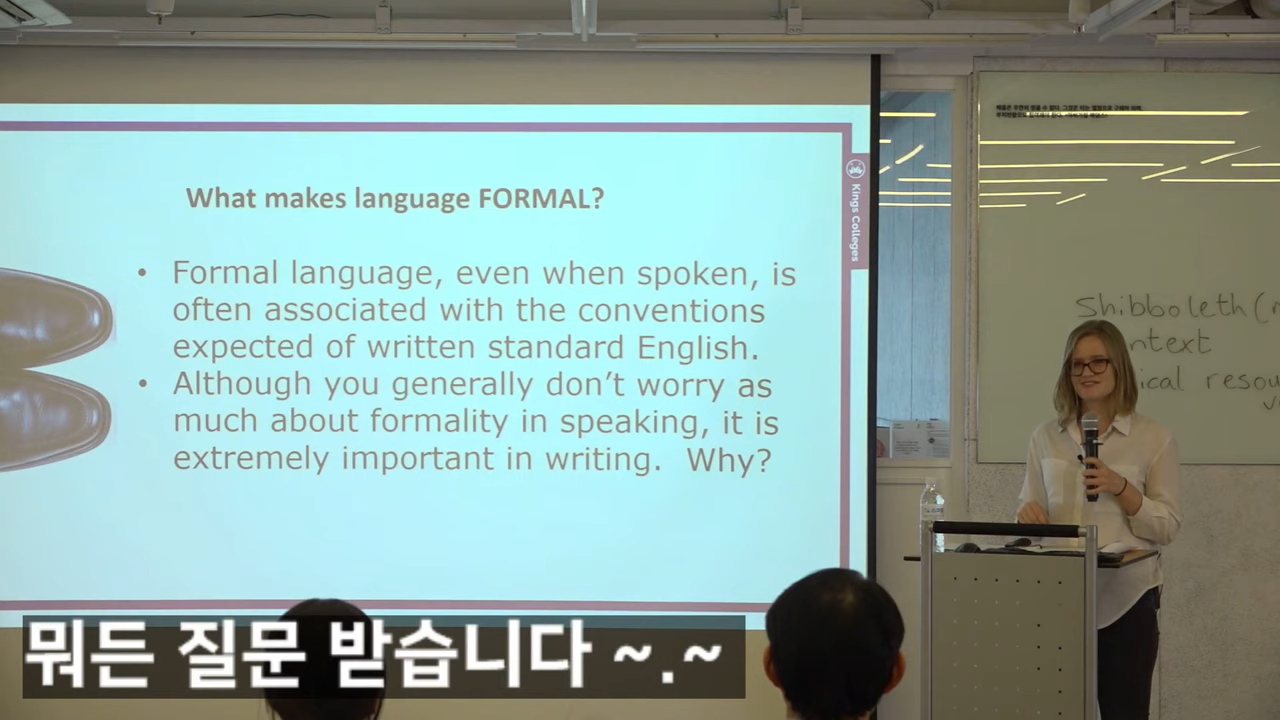 What makes language FORMAL?
• Formal language, even when spoken, is
often associated with the conventions
expected of written standard English.
• Although you generally don't worry as
much about formality in speaking, it is
extremely important in writing.  Why?
Kings Colleges
Shibboleth (
ntext
ical resou
뭐든 질문 받습니다 ~.~